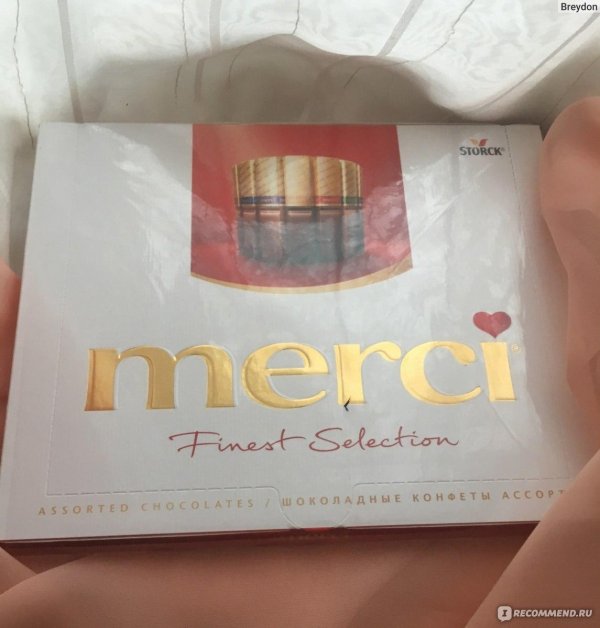 Breydon
STORCK®
merci®
Finest Selection
ASSORTED CHOCOLATES / ШОКОЛАДНЫЕ КОНФЕТЫ АССОРТ
I RECOMMEND.RU